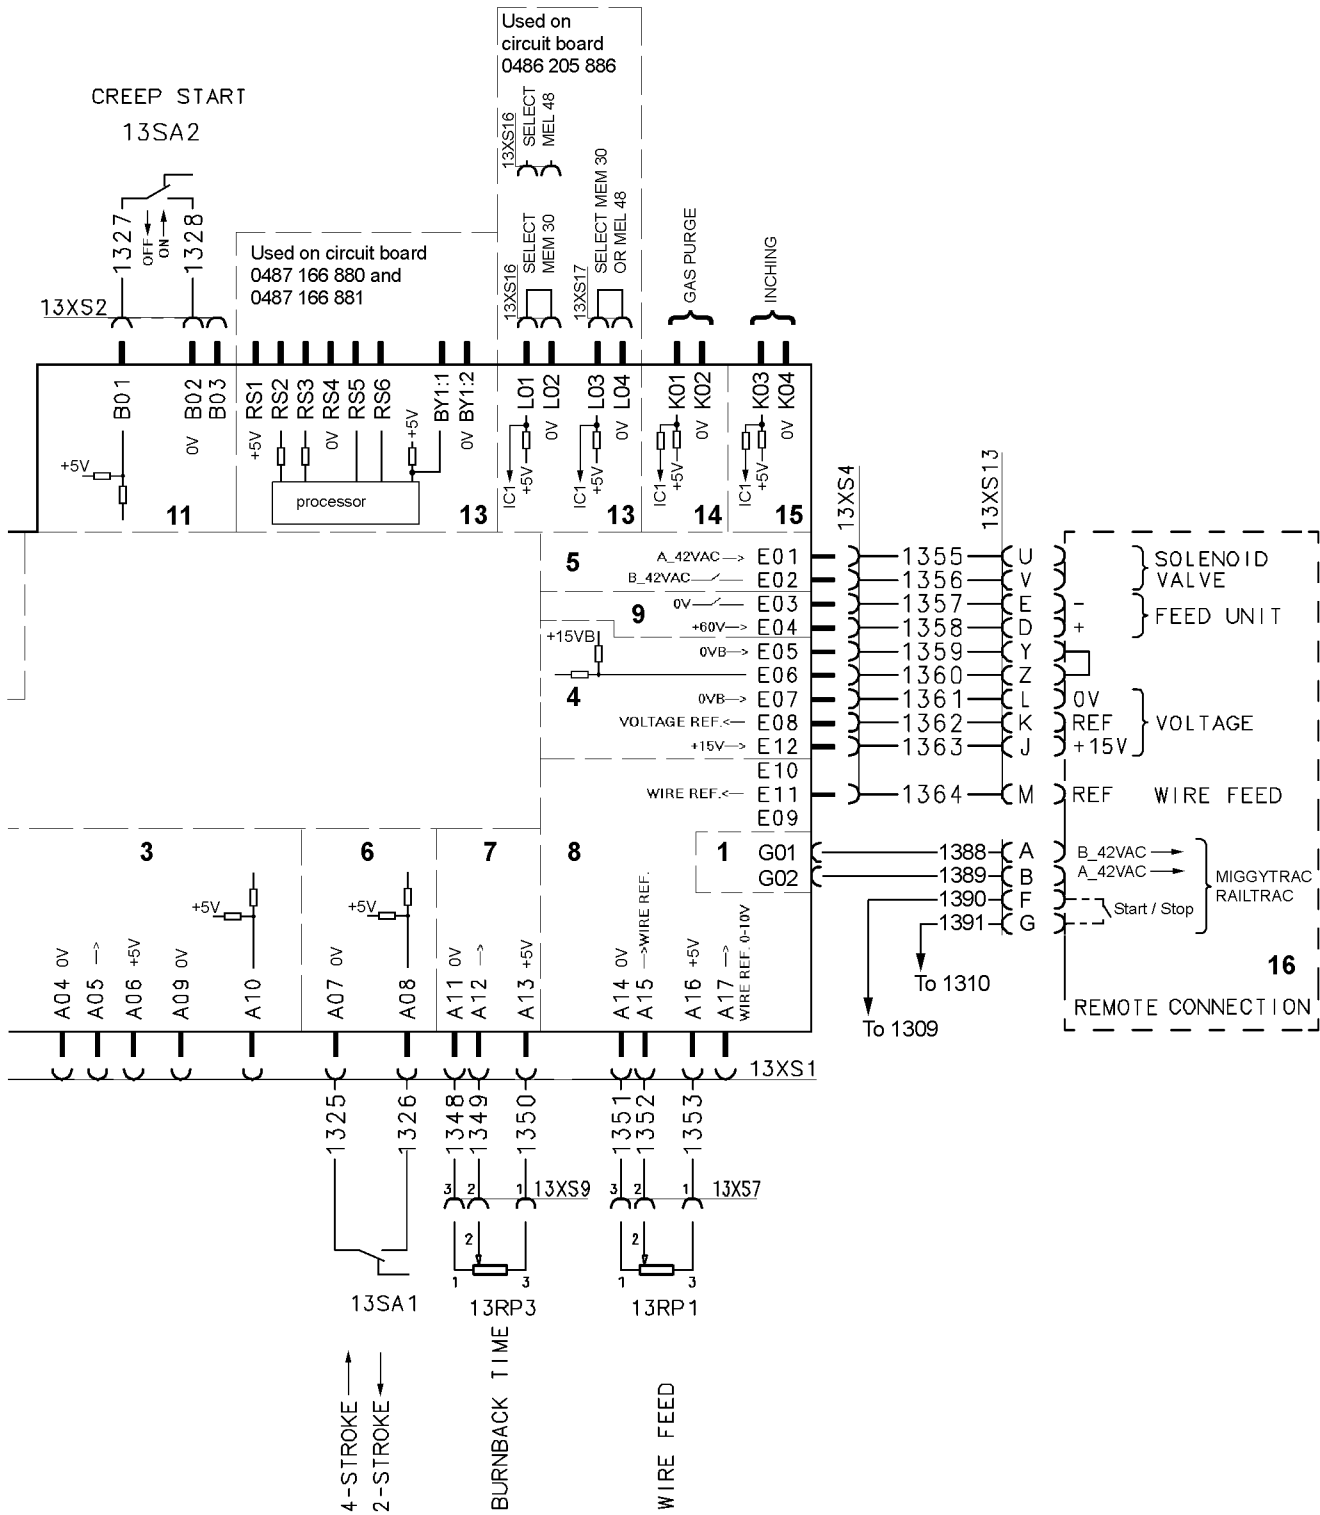 Used on
circuit board
0486 205 886
CREEP START
13SA2
13XS16
SELECT
MEL 48
1327
OFF
ON
1328
13XS2
Used on circuit board
0487 166 880 and
0487 166 881
13XS16
SELECT
MEM 30
13XS17
SELECT MEM 30
OR MEL 48
GAS PURGE
INCHING
B01
B02
B03
RS1
RS2
RS3
RS4
RS5
RS6
BY1:1
BY1:2
L01
L02
L03
L04
K01
K02
K03
K04
+5V
0V
+5V
0V
+5V
0V
IC1
+5V
0V
IC1
+5V
0V
IC1
+5V
0V
IC1
+5V
0V
processor
11
13
13
14
15
13XS4
13XS13
5
A_42VAC
E01
1355
U
SOLENOID
VALVE
B_42VAC
E02
1356
V
9
0V
E03
1357
E
-
FEED UNIT
+60V
E04
1358
D
+
+15VB
0VB
E05
1359
Y
E06
1360
Z
4
0VB
E07
1361
L
0V
VOLTAGE REF.
E08
1362
K
REF
VOLTAGE
+15V
E12
1363
J
+15V
E10
WIRE REF.
E11
1364
M
REF
WIRE FEED
E09
3
6
7
8
1
G01
1388
A
B_42VAC
G02
1389
B
A_42VAC
MIGGYTRAC
RAILTRAC
1390
F
Start / Stop
1391
G
16
To 1310
To 1309
REMOTE CONNECTION
+5V
+5V
A04 0V
A05
A06 +5V
A09 0V
A10
A07 0V
A08
A11 0V
A12
A13 +5V
A14 0V
A15 WIRE REF.
A16 +5V
A17
WIRE REF. 0-10V
13XS1
1325
1326
1348
1349
1350
1351
1352
1353
3 2 1 13XS9
3 2 1 13XS7
2
1 3
2
1 3
13SA1
13RP3
13RP1
4-STROKE
2-STROKE
BURNBACK TIME
WIRE FEED